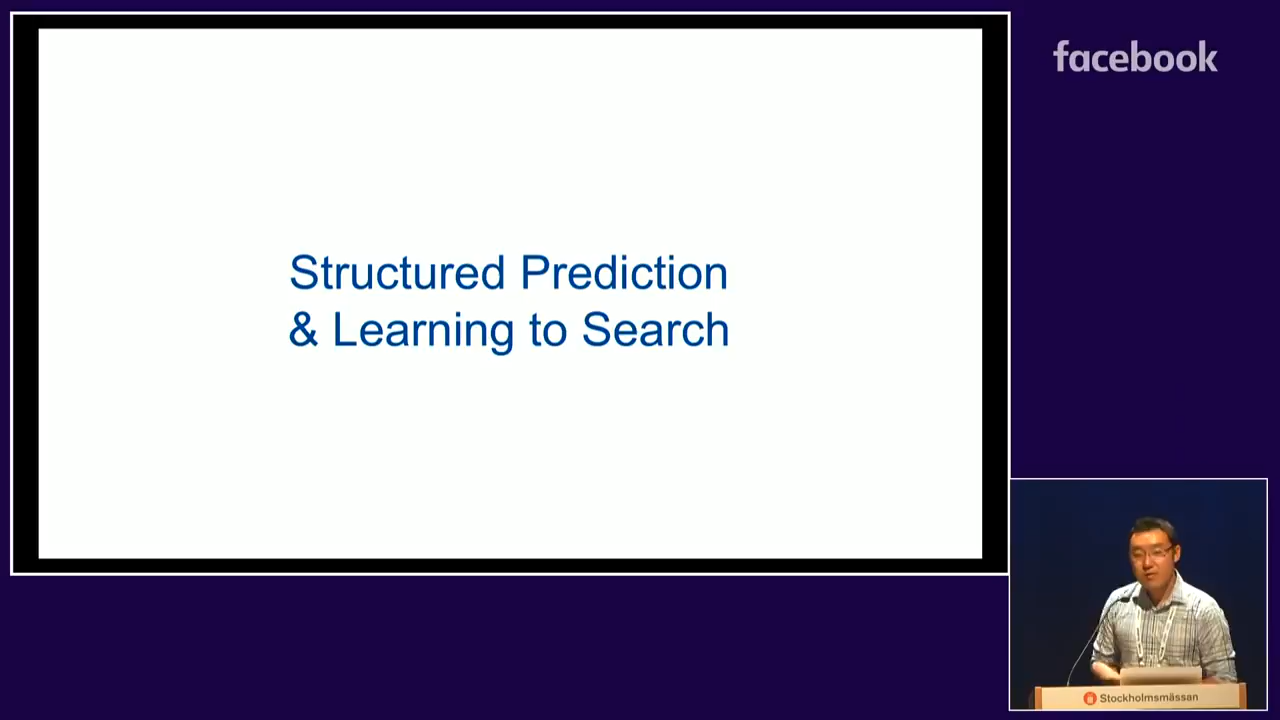 Structured Prediction
& Learning to Search
facebook
Stockholmsmässan